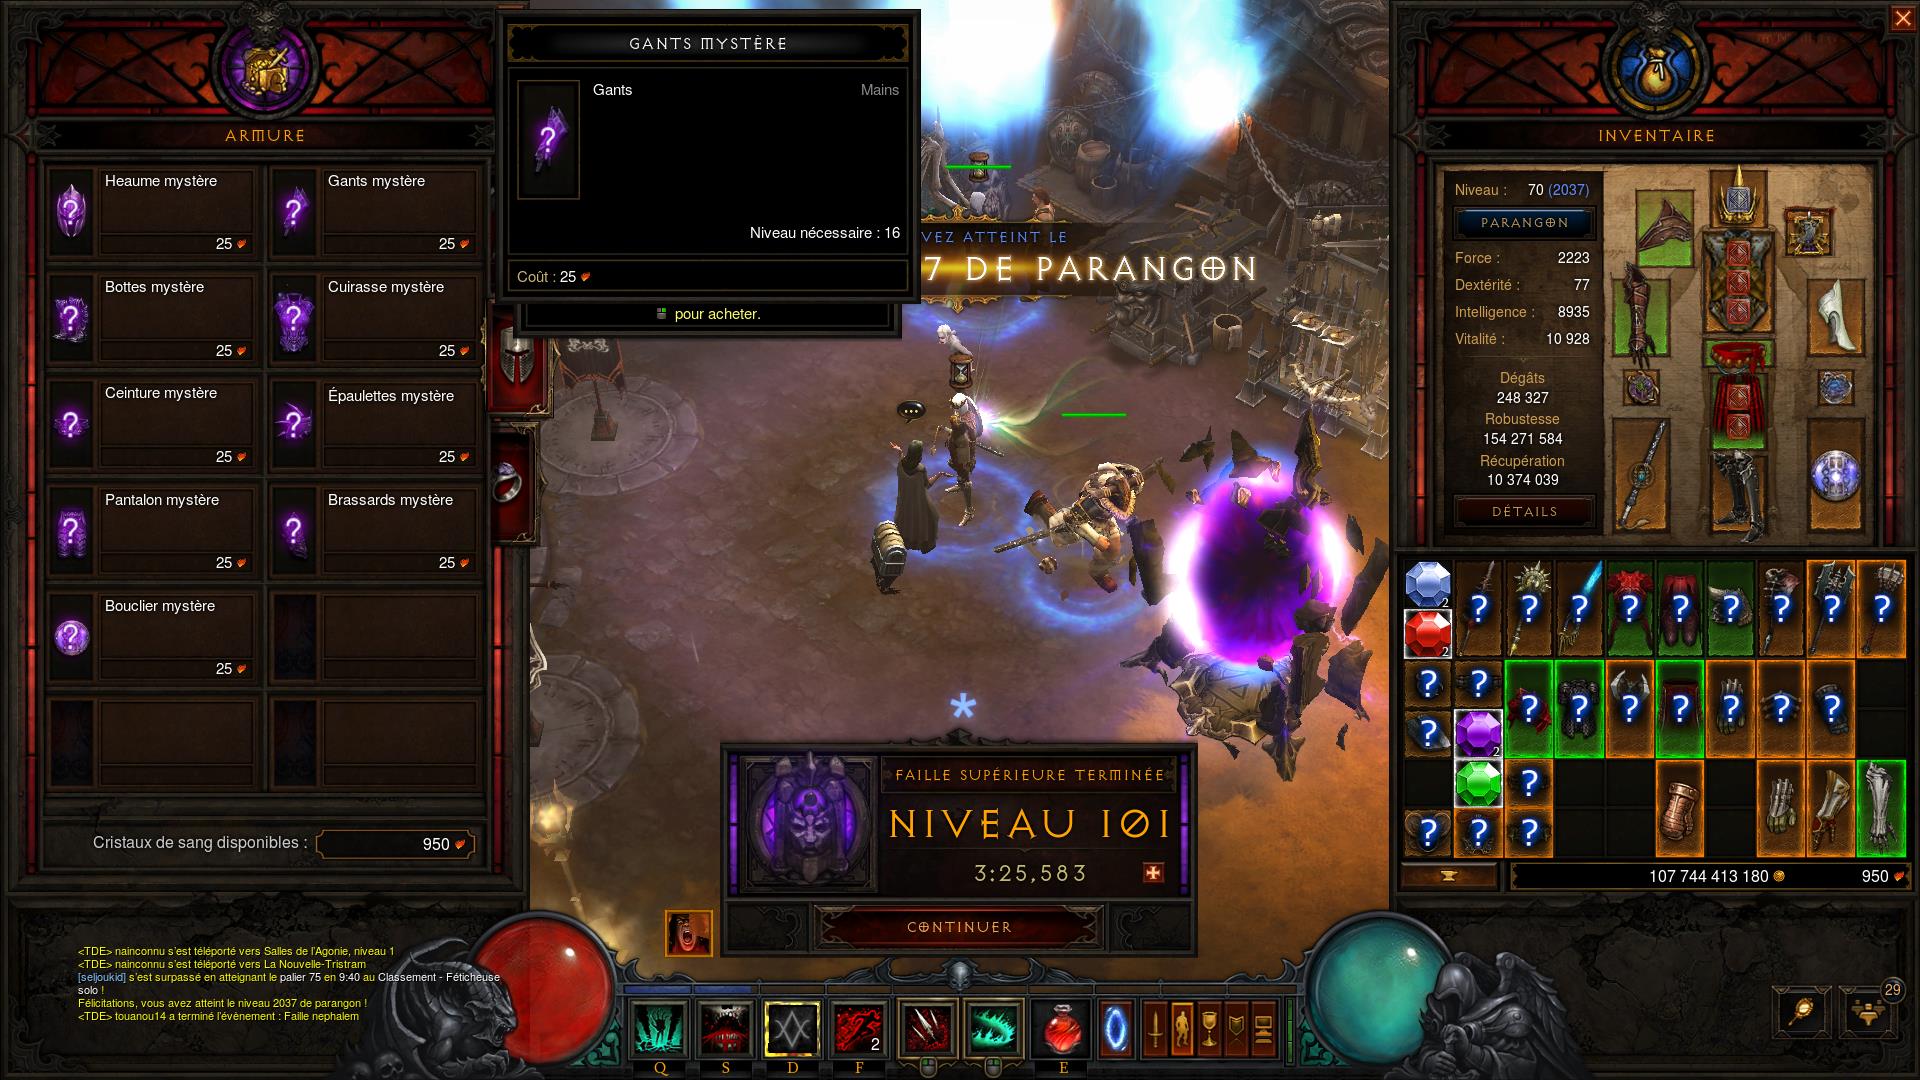 ARMURE
Heaume mystère
25
Gants mystère
25
Bottes mystère
25
Cuirasse mystère
25
Ceinture mystère
25
Épaulettes mystère
25
Pantalon mystère
25
Brassards mystère
25
Bouclier mystère
25
Cristaux de sang disponibles :
950
GANTS MYSTÈRE
Gants
Mains
Niveau nécessaire : 16
Coût : 25
pour acheter.
VEZ ATTEINT LE
7 DE PARANGON
FAILLE SUPÉRIEURE TERMINÉE
NIVEAU 101
3:25,583
CONTINUER
INVENTAIRE
Niveau : 70 (2037)
PARANGON
Force : 2223
Dextérité : 77
Intelligence : 8935
Vitalité : 10 928
Dégâts
248 327
Robustesse
154 271 584
Récupération
10 374 039
DÉTAILS
2
2
2
107 744 413 180
950
<TDE> nainconnu s'est téléporté vers Salles de l'Agonie, niveau 1
<TDE> nainconnu s'est téléporté vers La Nouvelle-Tristram
[seljoukid] s'est surpassé en atteignant le palier 75 en 9:40 au Classement - Féticheuse
solo !
Félicitations, vous avez atteint le niveau 2037 de parangon !
<TDE> touanou14 a terminé l'évènement : Faille nephalem
2
Q
S
D
F
E
29